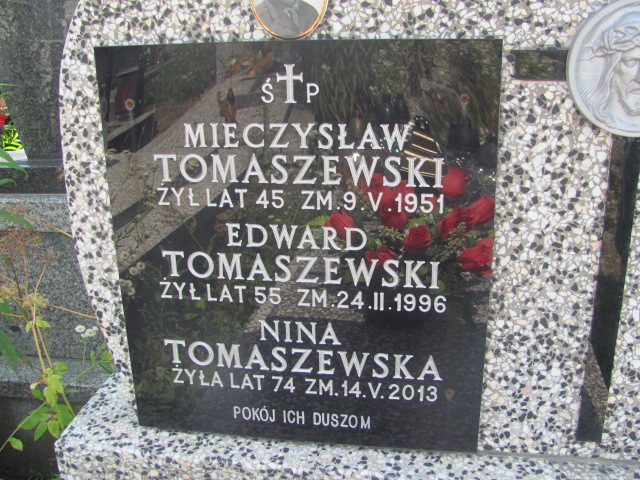 Ś†P
MIECZYSŁAW
TOMASZEWSKI
ŻYŁ LAT 45 ZM.9.V.1951
EDWARD
TOMASZEWSKI
ŻYŁ LAT 55 ZM.24.II.1996
NINA
TOMASZEWSKA
ŻYŁA LAT 74 ZM.14.V.2013
POKÓJ ICH DUSZOM